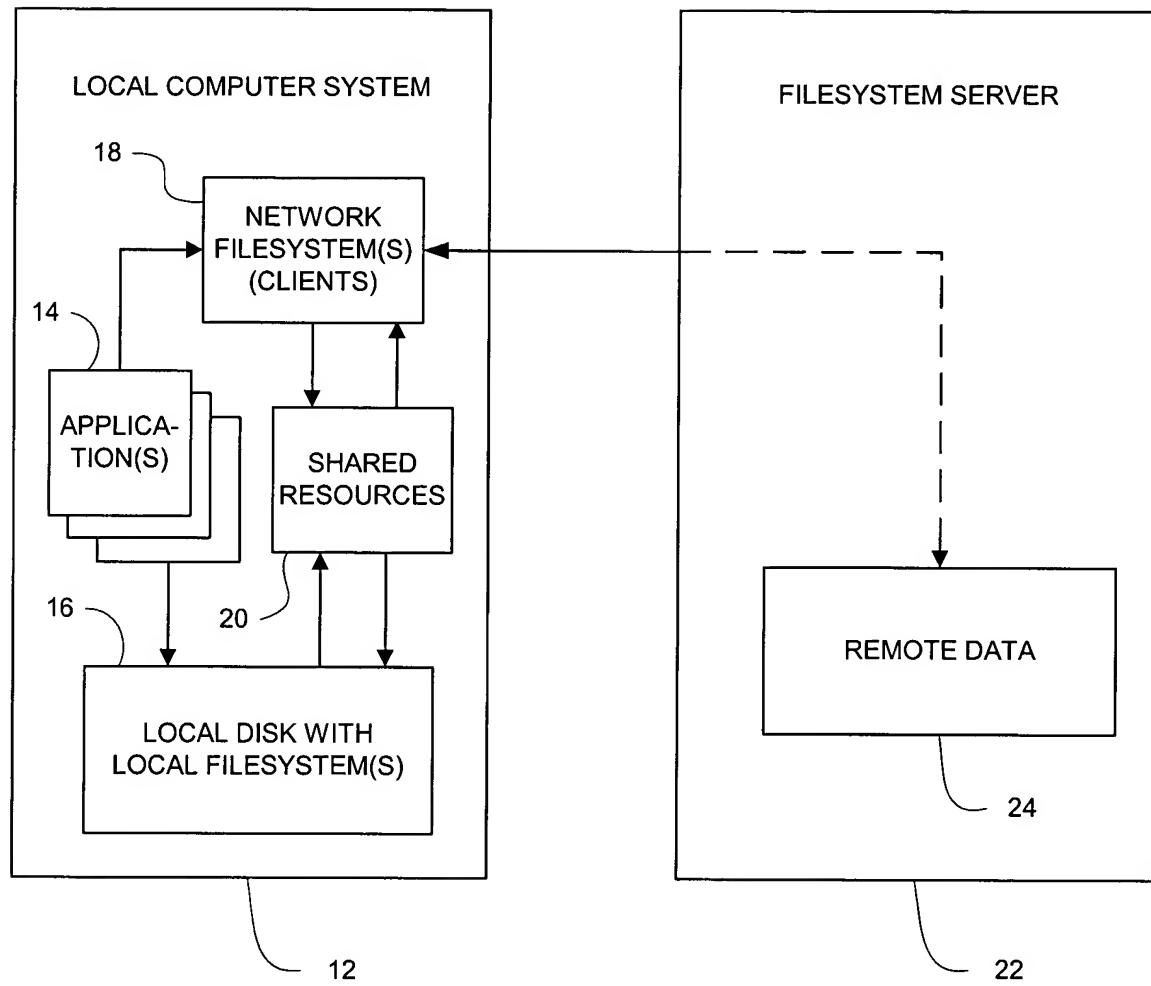 LOCAL COMPUTER SYSTEM
18
NETWORK
FILESYSTEM(S)
(CLIENTS)
14
APPLICA-
TION(S)
SHARED
RESOURCES
20
16
LOCAL DISK WITH
LOCAL FILESYSTEM(S)
12
FILESYSTEM SERVER
REMOTE DATA
24
22